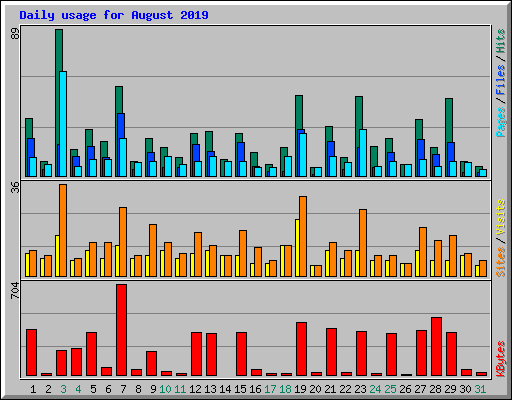 Daily usage for August 2019
89
Pages / Files / Hits
36
Sites / Visits
704
KBytes
1 2 3 4 5 6 7 8 9 10 11 12 13 14 15 16 17 18 19 20 21 22 23 24 25 26 27 28 29 30 31